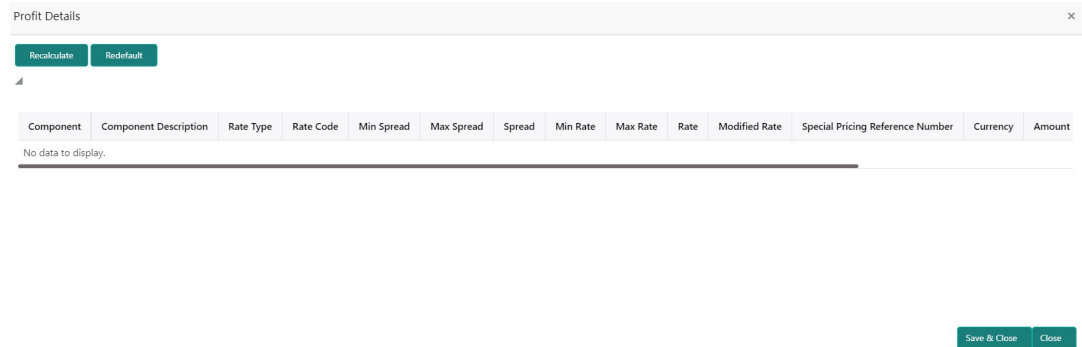 Profit Details ×
Recalculate Redefault
Component Component Description Rate Type Rate Code Min Spread Max Spread Spread Min Rate Max Rate Rate Modified Rate Special Pricing Reference Number Currency Amount
No data to display.
Save & Close Close